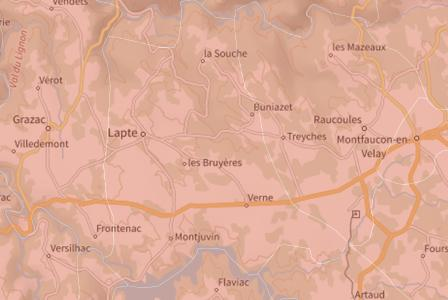 Vendets
Val du Lignon
la Souche
les Mazeaux
Vérot
Buniazet
Grazac
Lapte
Raucoules
Treyches
Montfaucon-en-
Velay
Villedemont
les Bruyères
Verne
Frontenac
Montjuvin
Versilhac
Flaviac
Artaud